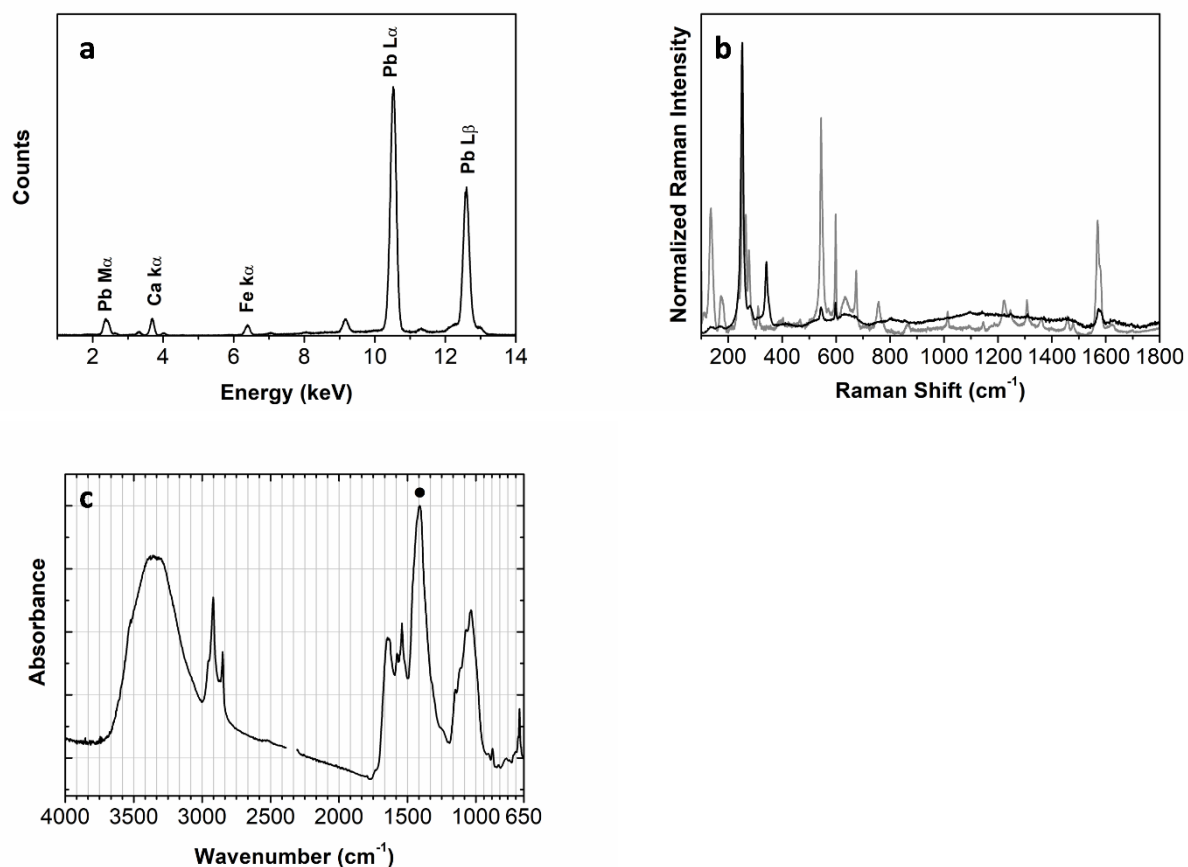 a
Pb Mα
Ca kα
Fe kα
Pb Lα
Pb Lβ
Counts
2 4 6 8 10 12 14
Energy (keV)
b
Normalized Raman Intensity
200 400 600 800 1000 1200 1400 1600 1800
Raman Shift (cm⁻¹)
c
Absorbance
4000 3500 3000 2500 2000 1500 1000 650
Wavenumber (cm⁻¹)